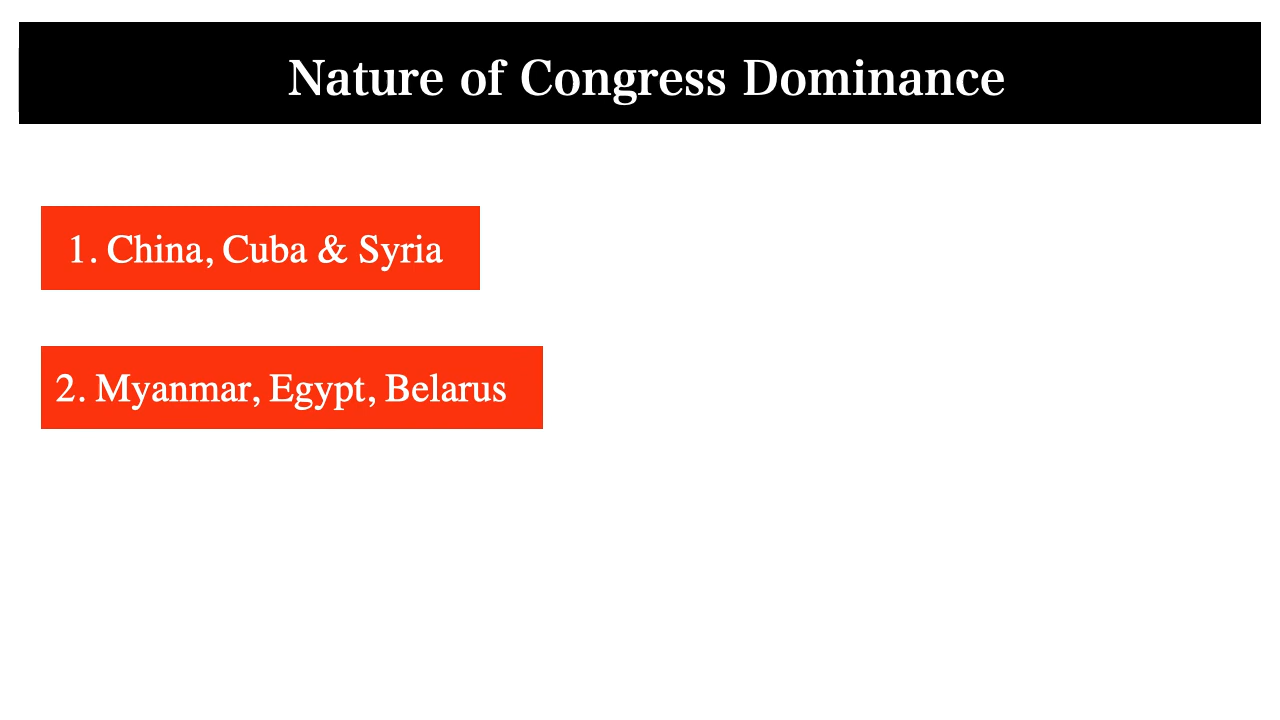 Nature of Congress Dominance
1. China, Cuba & Syria
2. Myanmar, Egypt, Belarus